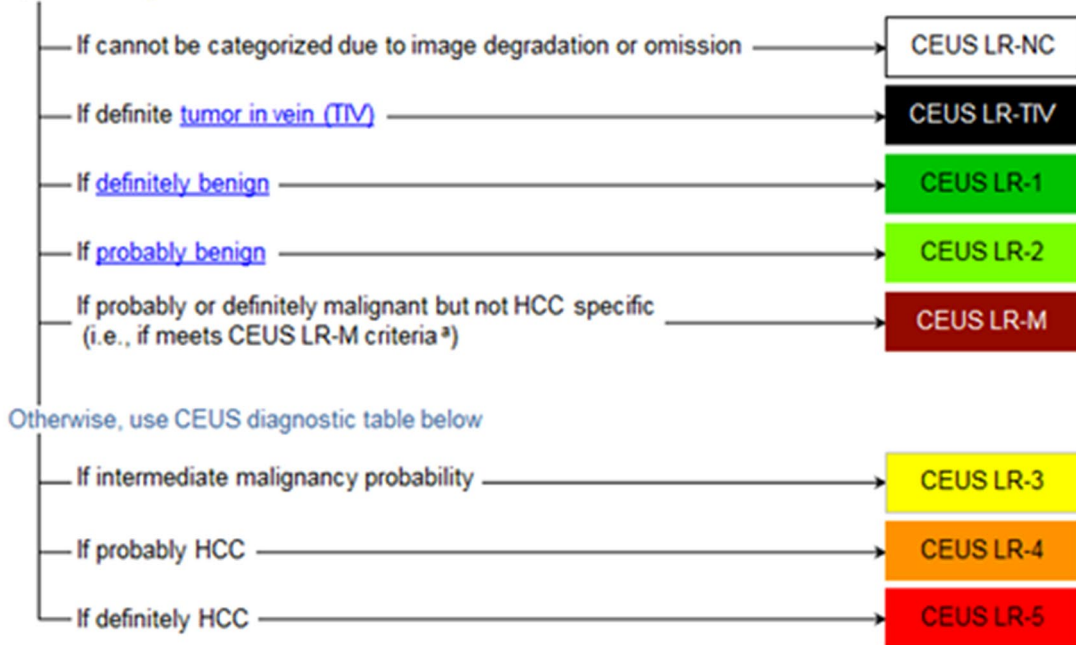 If cannot be categorized due to image degradation or omission CEUS LR-NC
If definite tumor in vein (TIV) CEUS LR-TIV
If definitely benign CEUS LR-1
If probably benign CEUS LR-2
If probably or definitely malignant but not HCC specific
(i.e., if meets CEUS LR-M criteriaª) CEUS LR-M
Otherwise, use CEUS diagnostic table below
If intermediate malignancy probability CEUS LR-3
If probably HCC CEUS LR-4
If definitely HCC CEUS LR-5